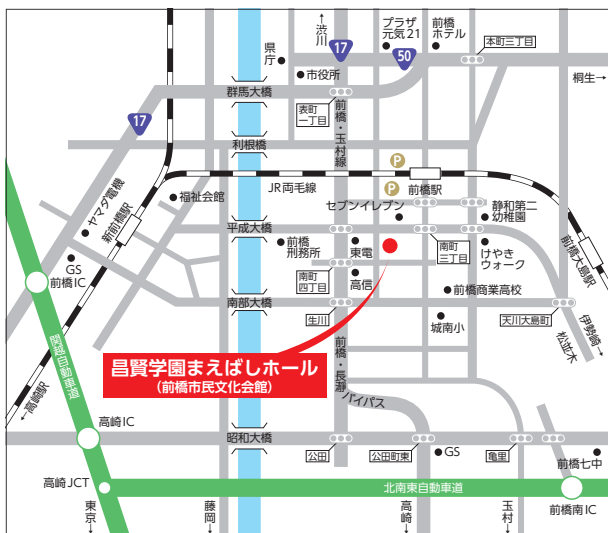 ←渋川
17
プラザ
元気21
前橋
ホテル
本町三丁目
県庁
50
市役所
桐生→
群馬大橋
表町
一丁目
17
前橋・玉村線
利根橋
P
JR両毛線
前橋駅
P
ヤマダ電機
新前橋駅
福祉会館
セブンイレブン
静和第二
幼稚園
平成大橋
前橋
刑務所
東電
南町
三丁目
けやき
ウォーク
前橋大島駅
GS
前橋IC
南町
四丁目
高信
前橋商業高校
南部大橋
生川
城南小
天川大島町
伊勢崎→
松並木
関越自動車道
昌賢学園まえばしホール
(前橋市民文化会館)
前橋・長瀞
バイパス
←高崎駅
高崎IC
昭和大橋
公田
公田町東
GS
亀里
前橋七中
高崎JCT
北南東自動車道
前橋南IC
東京→
藤岡→
高崎→
玉村→